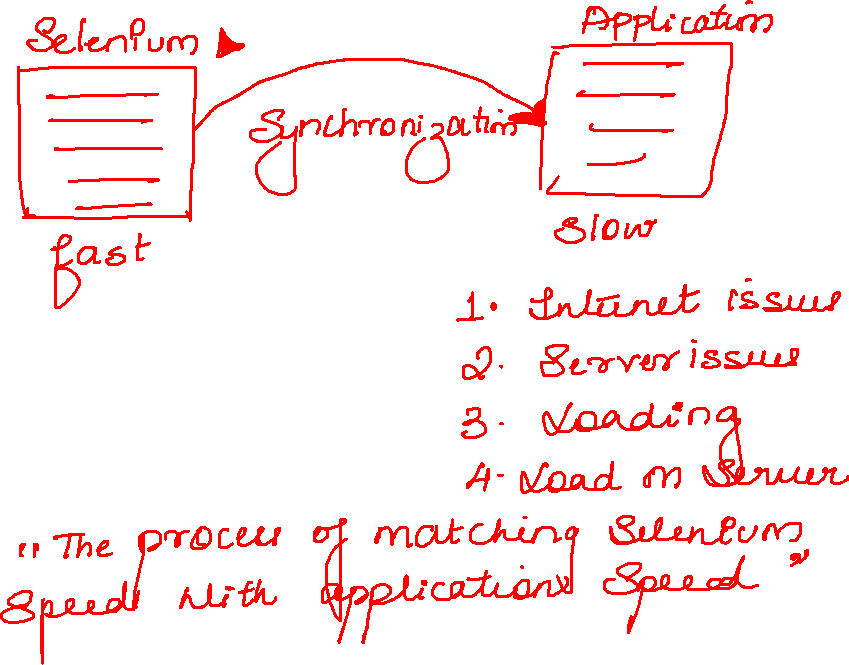 Selenium
Application
Synchronization
fast
Slow
1. Internet issue
2. Server issue
3. Loading
4. Load on Server
"The process of matching Selenium
Speed with applications Speed"